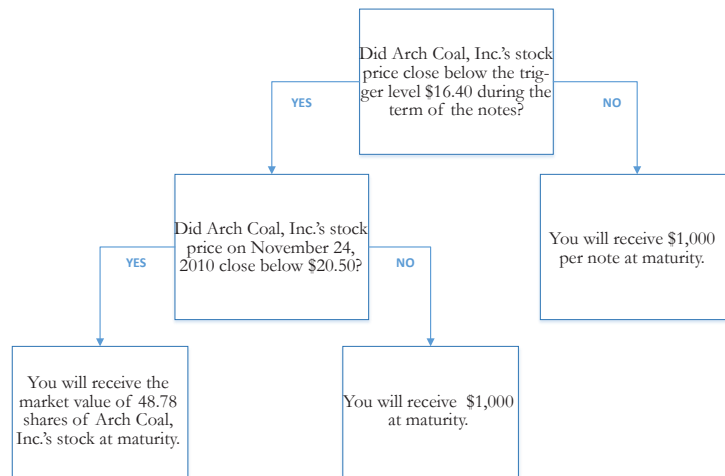 Did Arch Coal, Inc.'s stock
price close below the trig-
ger level $16.40 during the
term of the notes?
YES
NO
Did Arch Coal, Inc.'s stock
price on November 24,
2010 close below $20.50?
You will receive $1,000
per note at maturity.
YES
NO
You will receive the
market value of 48.78
shares of Arch Coal,
Inc.'s stock at maturity.
You will receive $1,000
at maturity.